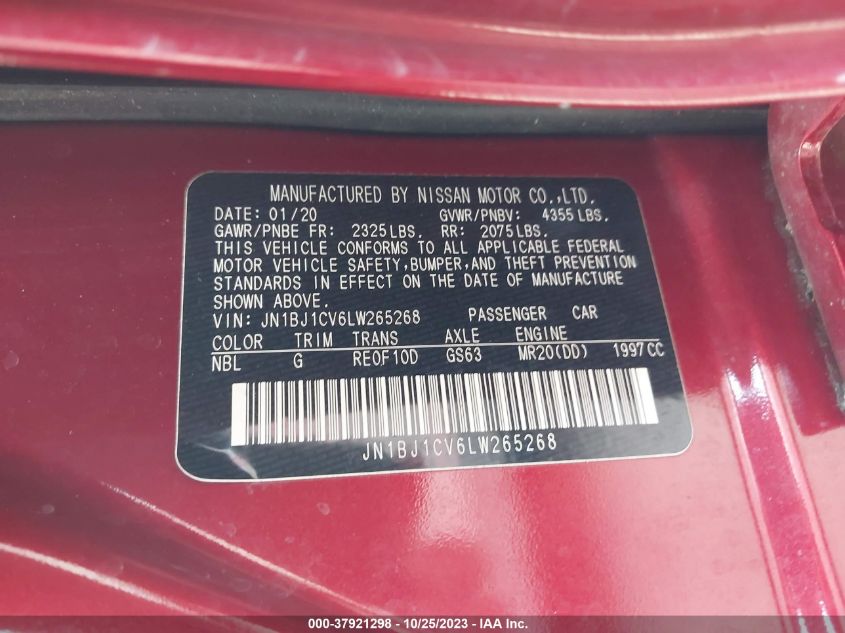 MANUFACTURED BY NISSAN MOTOR CO.,LTD.
DATE: 01/20 GVWR/PNBV: 4355 LBS.
GAWR/PNBE FR: 2325 LBS. RR: 2075 LBS.
THIS VEHICLE CONFORMS TO ALL APPLICABLE FEDERAL
MOTOR VEHICLE SAFETY, BUMPER, AND THEFT PREVENTION
STANDARDS IN EFFECT ON THE DATE OF MANUFACTURE
SHOWN ABOVE.
VIN: JN1BJ1CV6LW265268 PASSENGER CAR
COLOR TRIM TRANS AXLE ENGINE
NBL G RE0F10D GS63 MR20(DD) 1997 CC
JN1BJ1CV6LW265268
000-37921298 - 10/25/2023 - IAA Inc.